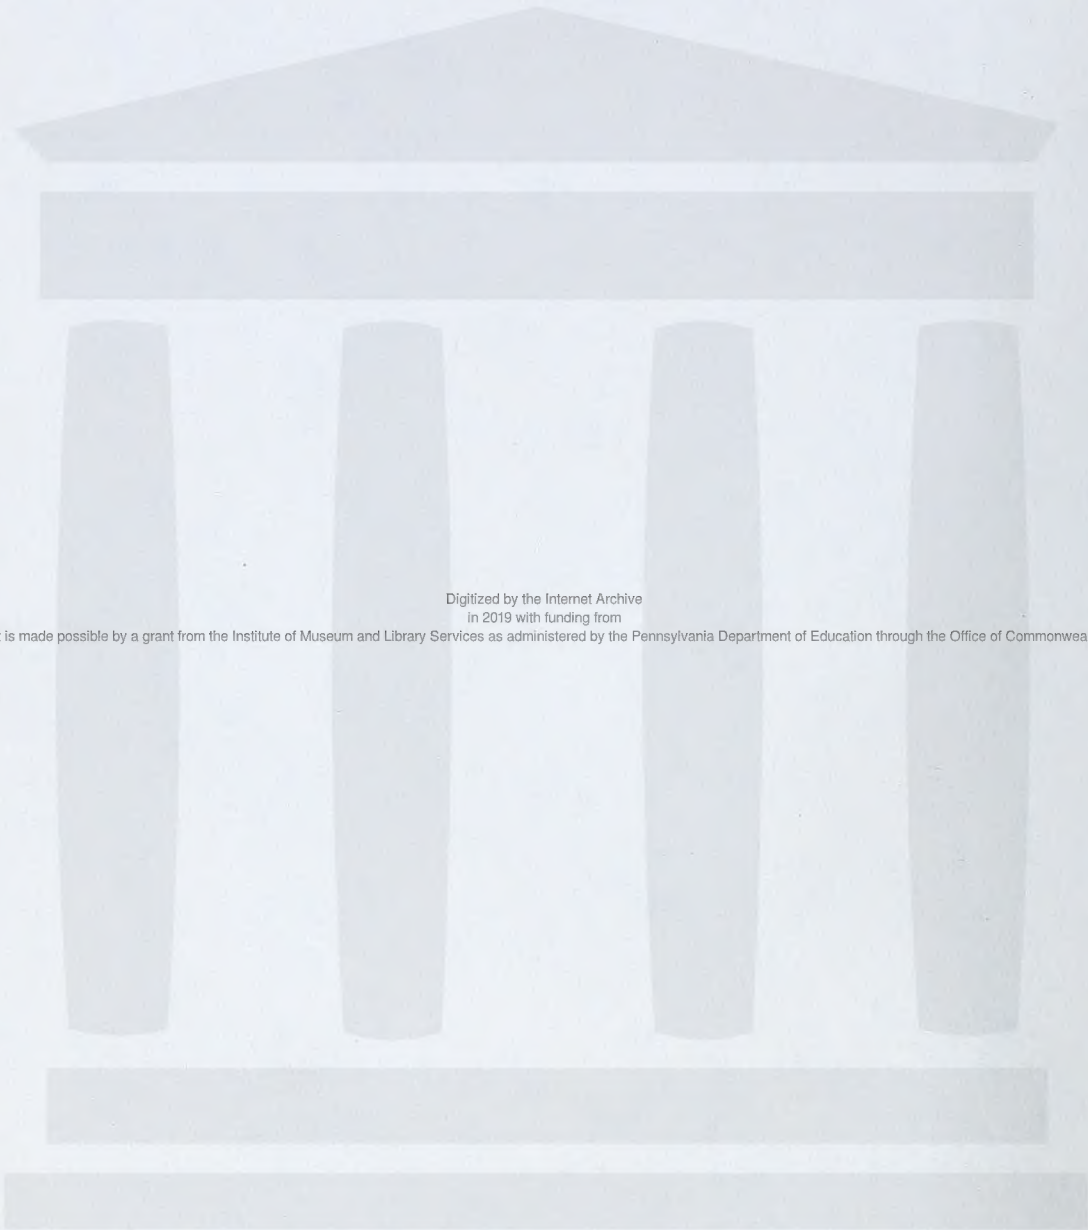 Digitized by the Internet Archive
in 2019 with funding from
is made possible by a grant from the Institute of Museum and Library Services as administered by the Pennsylvania Department of Education through the Office of